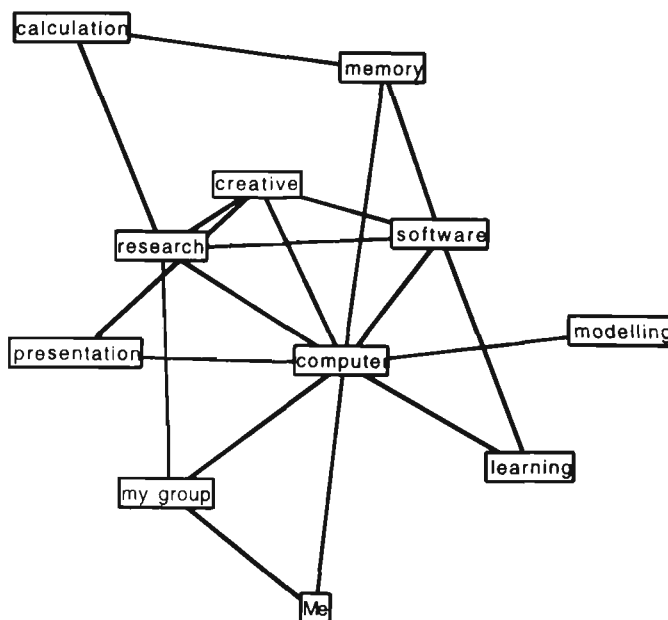 calculation
memory
creative
research
software
modelling
presentation
computer
learning
my group
Me